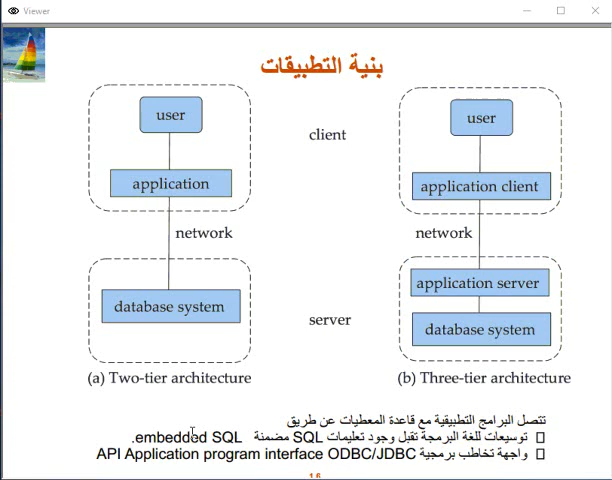 Viewer
بنية التطبيقات
user
client
user
application
application client
network
network
application server
database system
server
database system
(a) Two-tier architecture
(b) Three-tier architecture
تتصل البرامج التطبيقية مع قاعدة المعطيات عن طريق
توسيعات للغة البرمجة تقبل وجود تعليمات SQL مضمنة embedded SQL.
واجهة تخاطب برمجية API Application program interface ODBC/JDBC